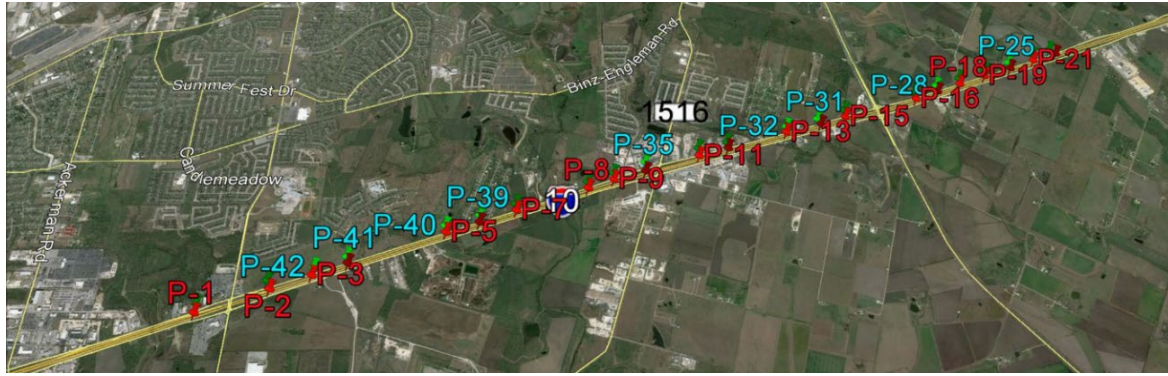 P-25
P-21
Binz-Engleman Rd
P-18
P-19
Summer Fest Dr
P-28
P-16
1516
P-31
P-15
P-32
P-13
P-35
P-11
Candlemeadow
P-8
P-9
Ackerman Rd
P-39
10
P-7
P-40
P-5
P-41
P-42
P-3
P-1
P-2